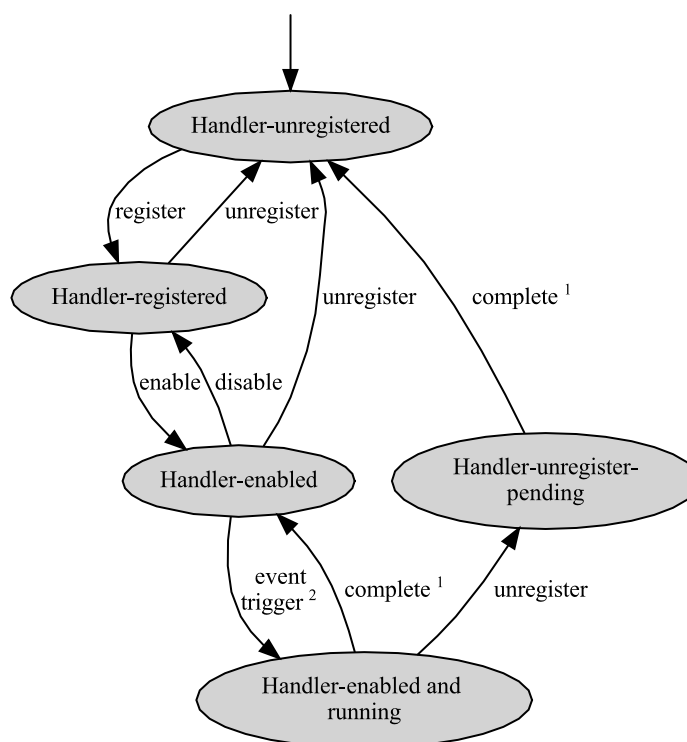 Handler-unregistered
register
unregister
Handler-registered
unregister
complete 1
enable
disable
Handler-enabled
Handler-unregister-
pending
event
trigger 2
complete 1
unregister
Handler-enabled and
running